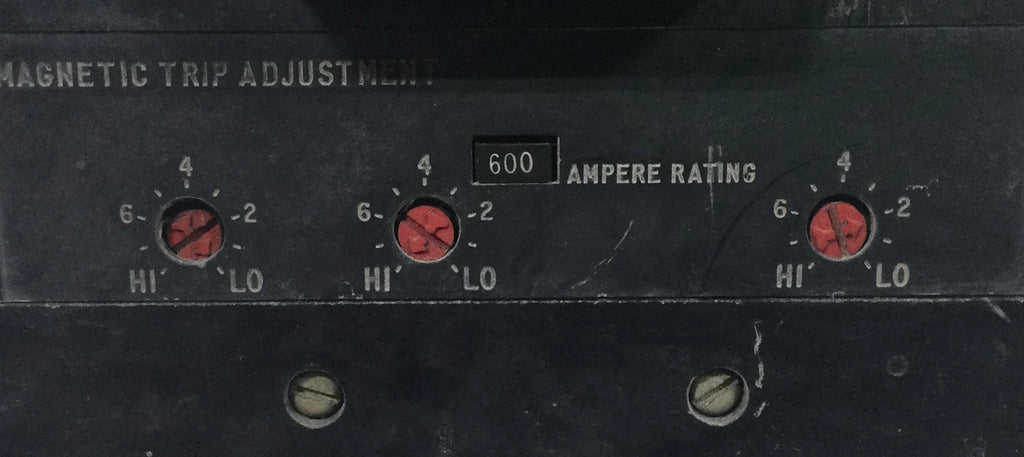 MAGNETIC TRIP ADJUSTMENT
600 AMPERE RATING
4 4 4
6 2 6 2 6 2
HI LO HI LO HI LO